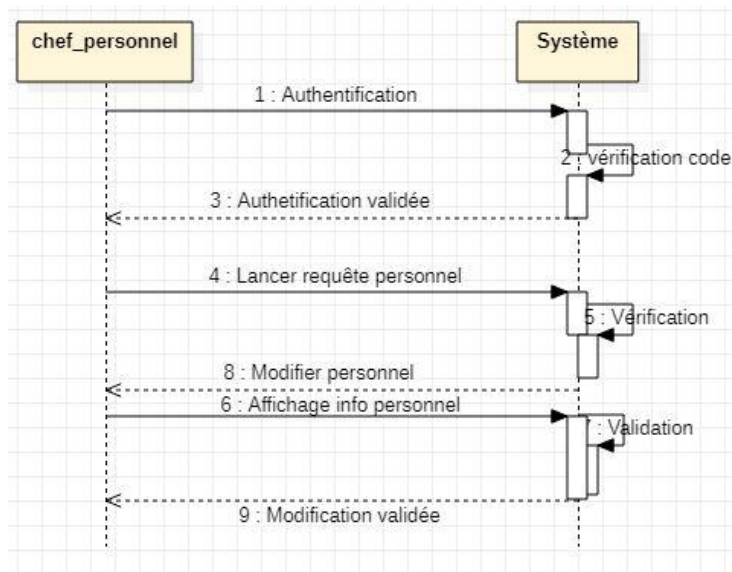 chef_personnel
Système
1 : Authentification
2 : vérification code
3 : Authetification validée
4 : Lancer requête personnel
5 : Vérification
8 : Modifier personnel
6 : Affichage info personnel
: Validation
9 : Modification validée